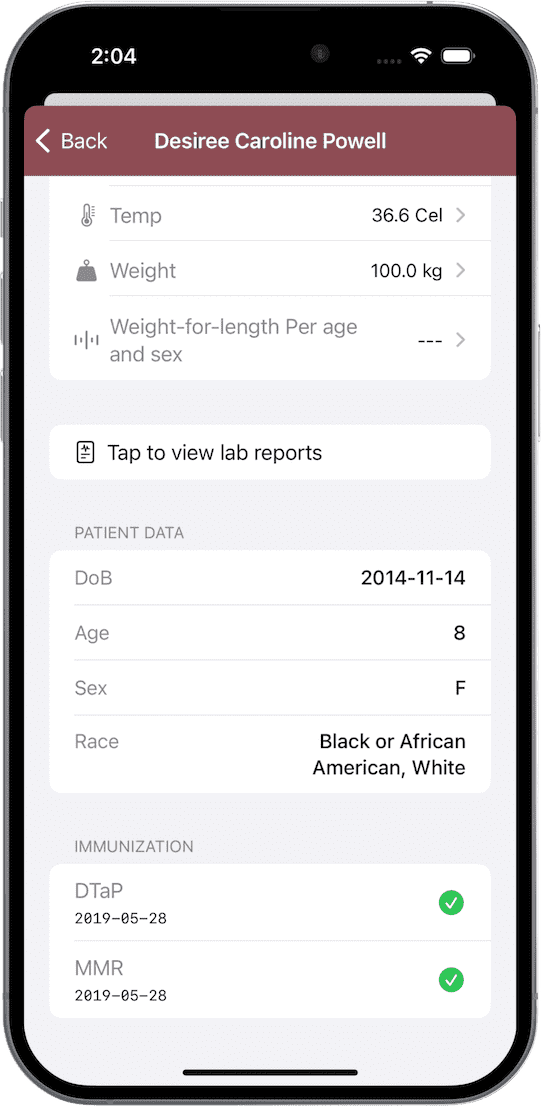 2:04
Back
Desiree Caroline Powell
Temp
36.6 Cel
Weight
100.0 kg
Weight-for-length Per age
and sex
---
Tap to view lab reports
PATIENT DATA
DoB
2014-11-14
Age
8
Sex
F
Race
Black or African
American, White
IMMUNIZATION
DTaP
2019-05-28
MMR
2019-05-28